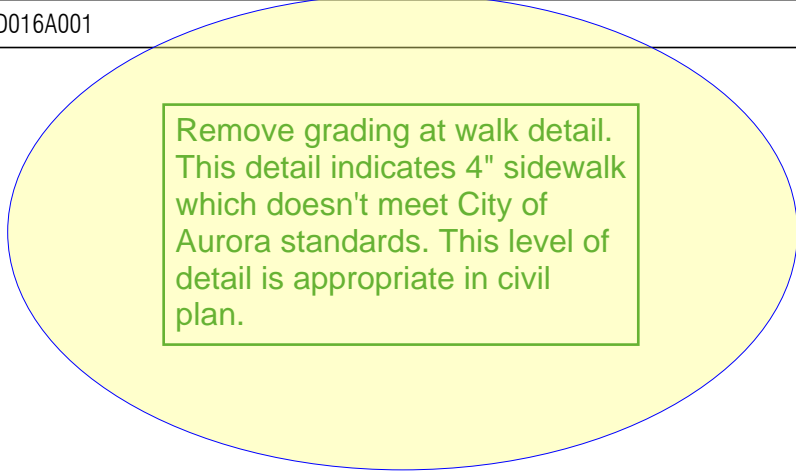 D016A001
Remove grading at walk detail.
This detail indicates 4" sidewalk
which doesn't meet City of
Aurora standards. This level of
detail is appropriate in civil
plan.